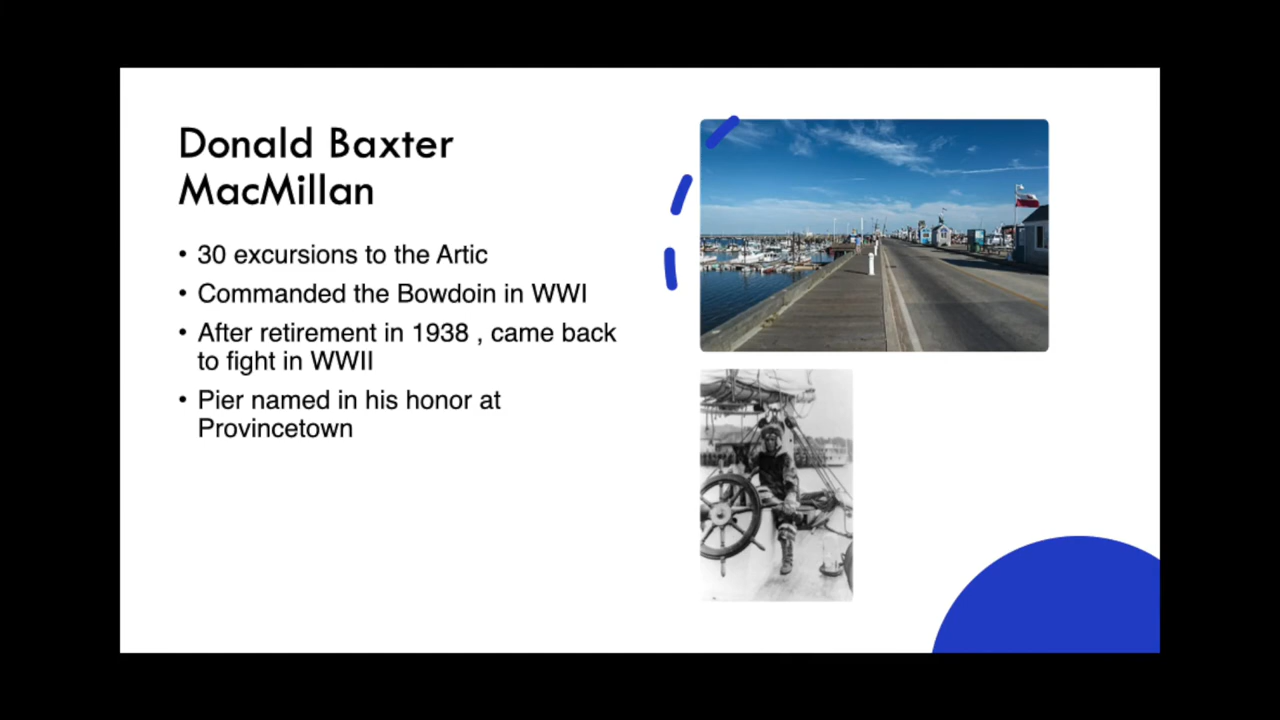 Donald Baxter
MacMillan
• 30 excursions to the Artic
• Commanded the Bowdoin in WWI
• After retirement in 1938 , came back
to fight in WWII
• Pier named in his honor at
Provincetown